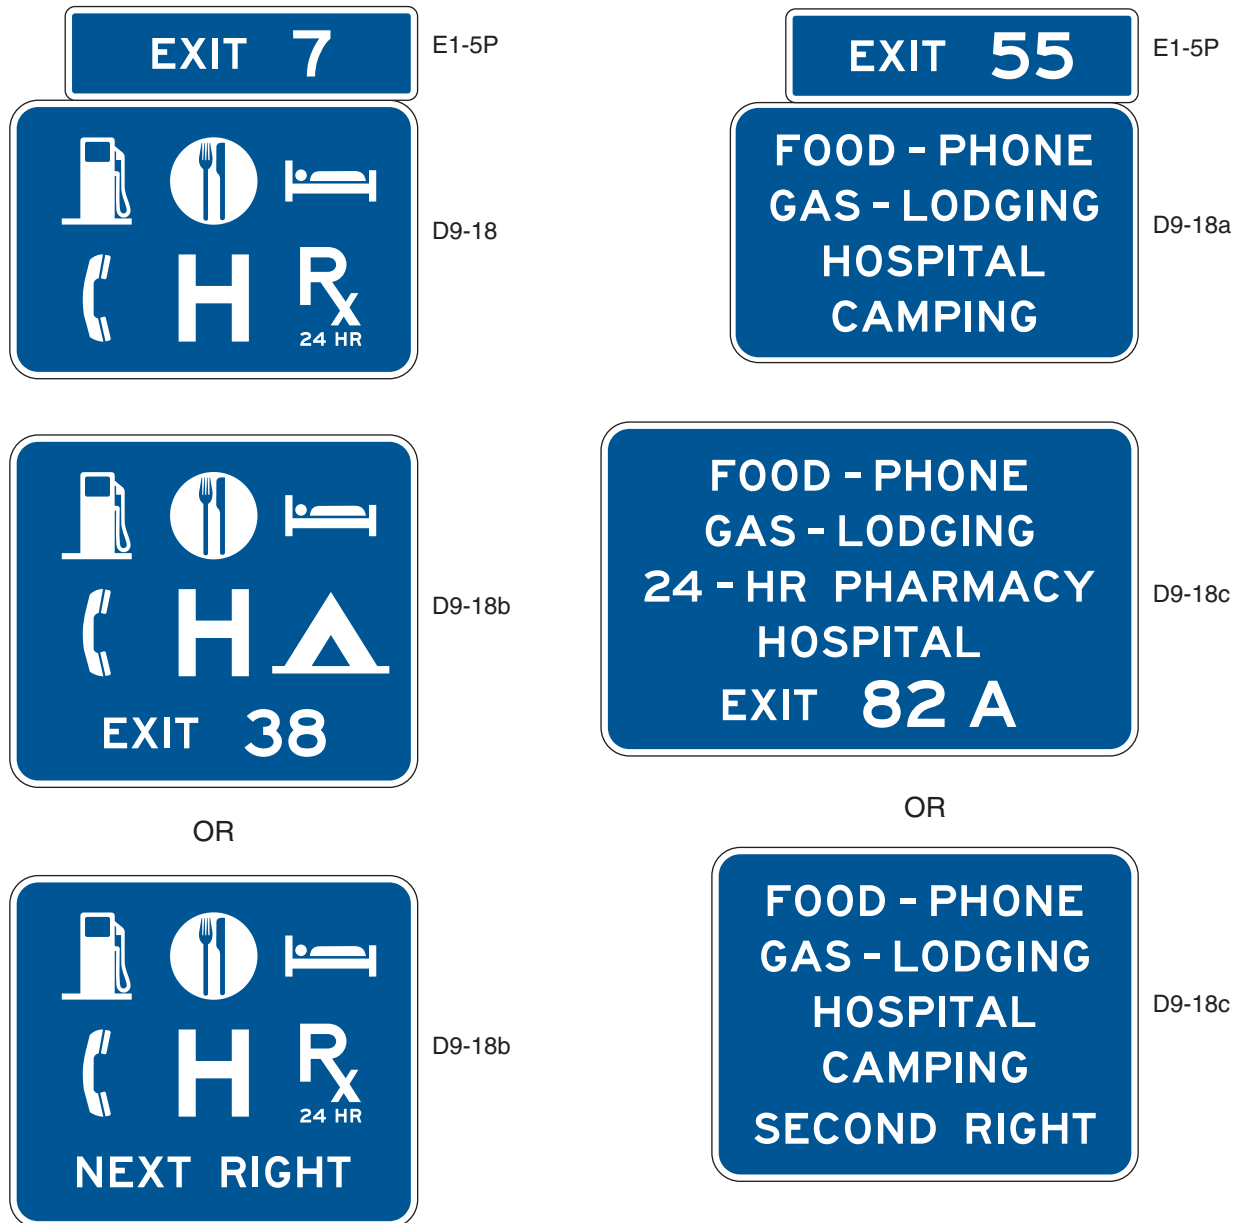 EXIT 7
E1-5P
D9-18
H
Rx
24 HR
EXIT 55
E1-5P
FOOD - PHONE
GAS - LODGING
HOSPITAL
CAMPING
D9-18a
H
EXIT 38
D9-18b
FOOD - PHONE
GAS - LODGING
24 - HR PHARMACY
HOSPITAL
EXIT 82 A
D9-18c
OR
OR
H
Rx
24 HR
NEXT RIGHT
D9-18b
FOOD - PHONE
GAS - LODGING
HOSPITAL
CAMPING
SECOND RIGHT
D9-18c